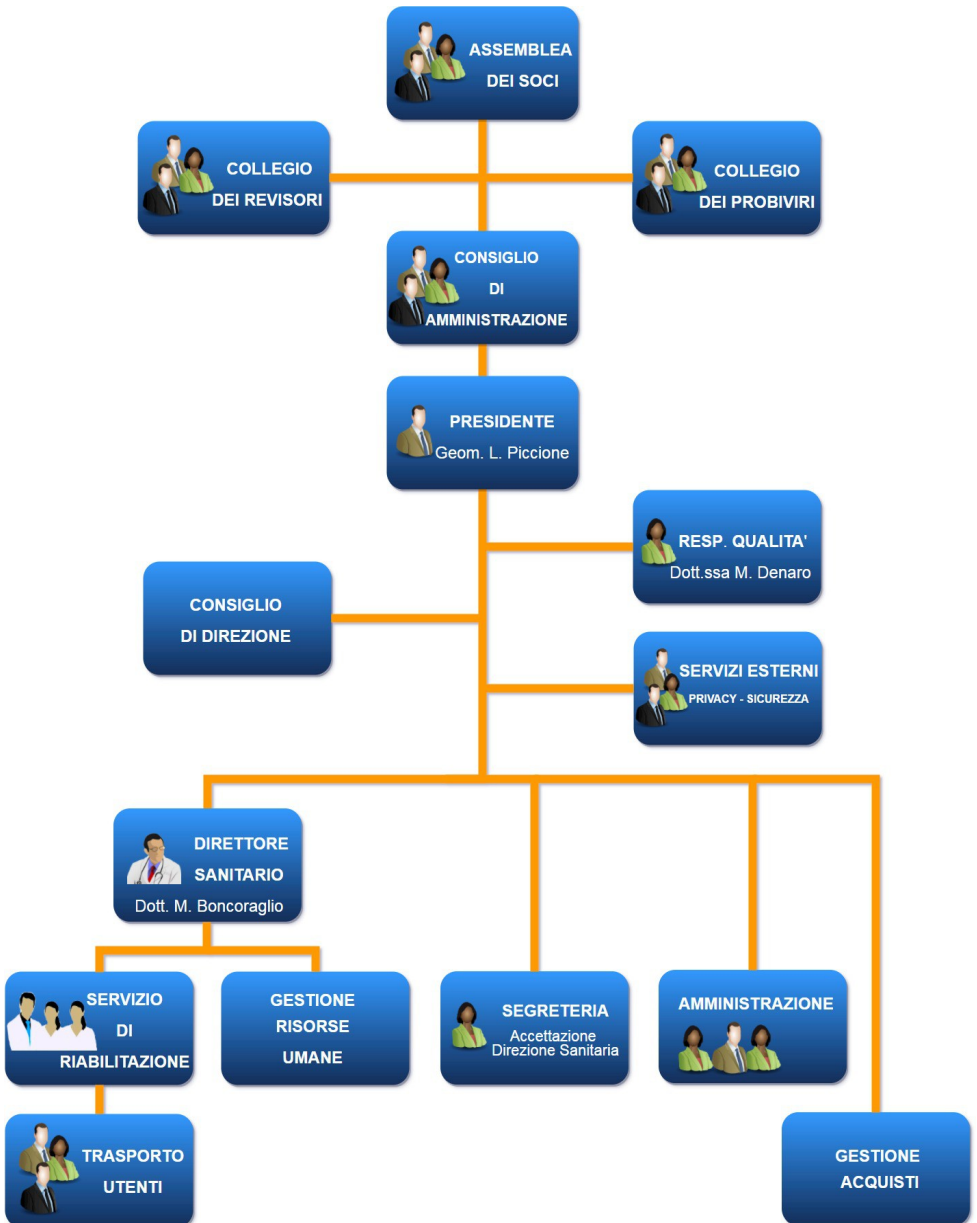 ASSEMBLEA
DEI SOCI
COLLEGIO
DEI REVISORI
COLLEGIO
DEI PROBIVIRI
CONSIGLIO
DI
AMMINISTRAZIONE
PRESIDENTE
Geom. L. Piccione
RESP. QUALITA'
Dott.ssa M. Denaro
CONSIGLIO
DI DIREZIONE
SERVIZI ESTERNI
PRIVACY - SICUREZZA
DIRETTORE
SANITARIO
Dott. M. Boncoraglio
SERVIZIO
DI
RIABILITAZIONE
GESTIONE
RISORSE
UMANE
SEGRETERIA
Accettazione
Direzione Sanitaria
AMMINISTRAZIONE
TRASPORTO
UTENTI
GESTIONE
ACQUISTI